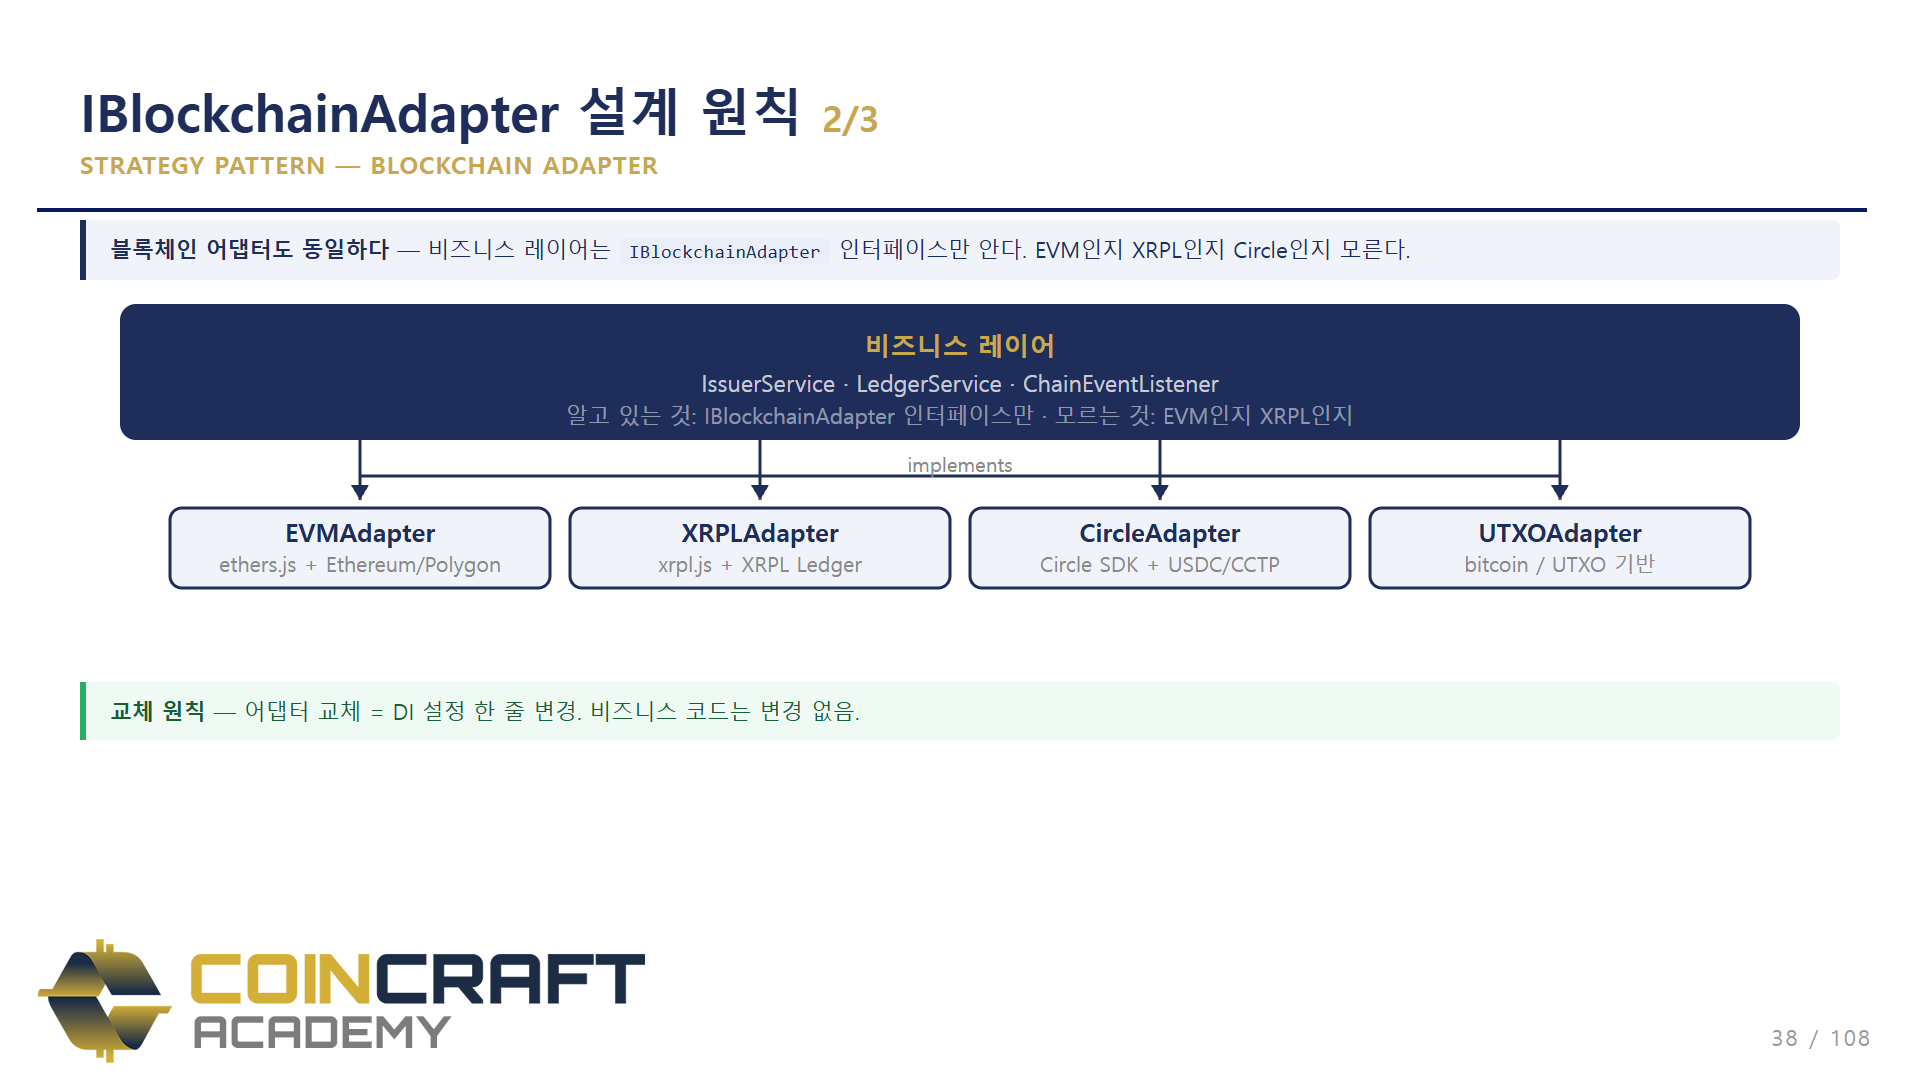 IBlockchainAdapter 설계 원칙 2/3
STRATEGY PATTERN — BLOCKCHAIN ADAPTER
블록체인 어댑터도 동일하다 — 비즈니스 레이어는 IBlockchainAdapter 인터페이스만 안다. EVM인지 XRPL인지 Circle인지 모른다.
비즈니스 레이어
IssuerService · LedgerService · ChainEventListener
알고 있는 것: IBlockchainAdapter 인터페이스만 · 모르는 것: EVM인지 XRPL인지
implements
EVMAdapter
ethers.js + Ethereum/Polygon
XRPLAdapter
xrpl.js + XRPL Ledger
CircleAdapter
Circle SDK + USDC/CCTP
UTXOAdapter
bitcoin / UTXO 기반
교체 원칙 — 어댑터 교체 = DI 설정 한 줄 변경. 비즈니스 코드는 변경 없음.
COINCRAFT
ACADEMY
38 / 108